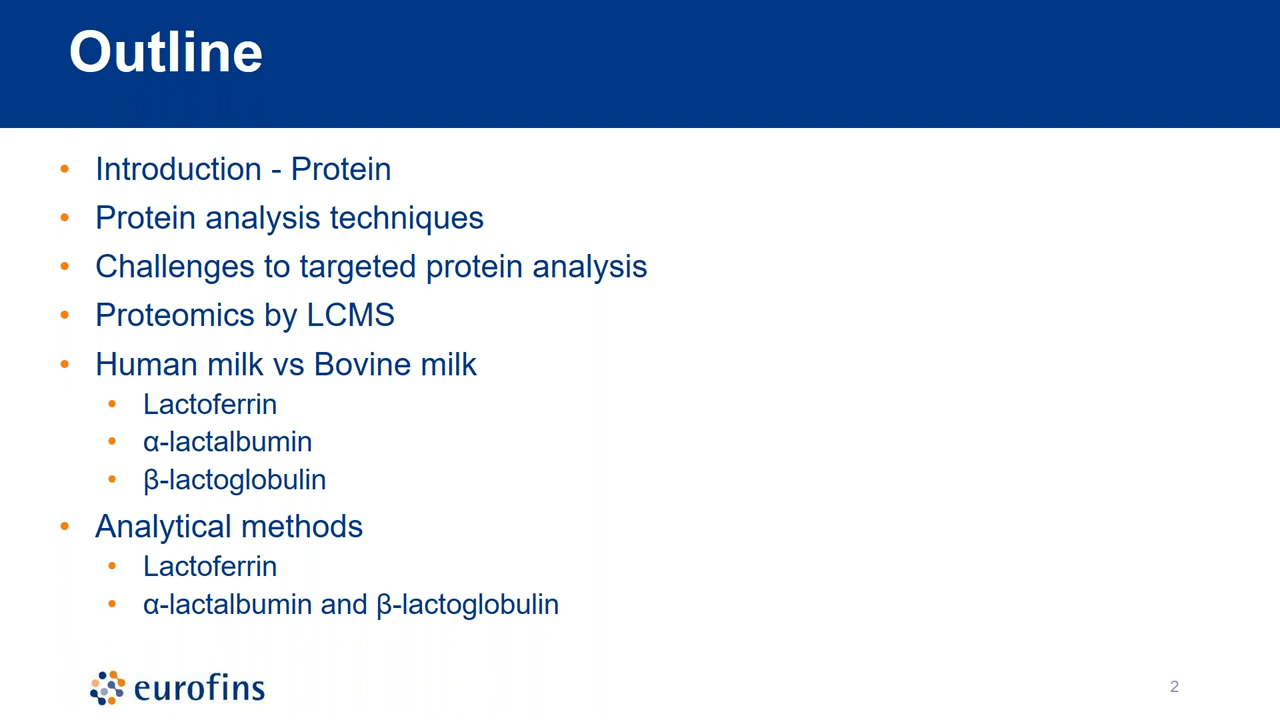 Outline
• Introduction - Protein
• Protein analysis techniques
• Challenges to targeted protein analysis
• Proteomics by LCMS
• Human milk vs Bovine milk
• Lactoferrin
• α-lactalbumin
• β-lactoglobulin
• Analytical methods
• Lactoferrin
• α-lactalbumin and β-lactoglobulin
eurofins
2